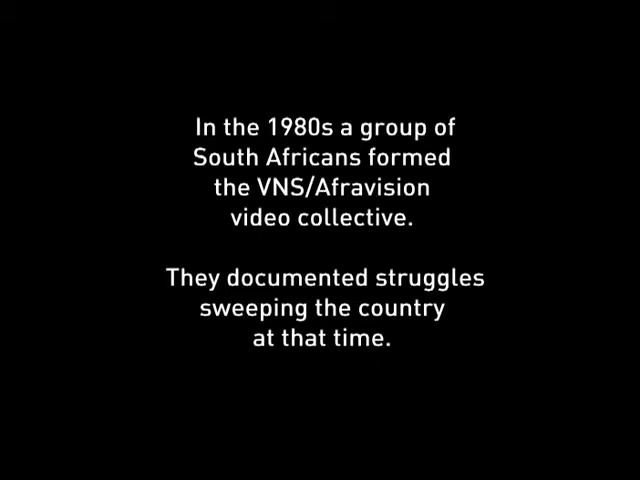 In the 1980s a group of
South Africans formed
the VNS/Afravision
video collective.
They documented struggles
sweeping the country
at that time.